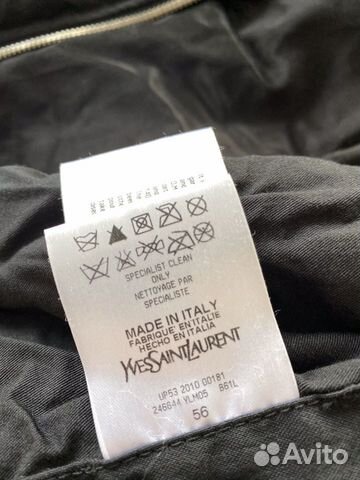 SPECIALIST CLEAN
ONLY
NETTOYAGE PAR
SPECIALISTE
MADE IN ITALY
FABRIQUE' EN ITALIE
HECHO EN ITALIA
YVESSAINTLAURENT
UP53 2010 00181
246644 YLM05 B61L
56
Avito